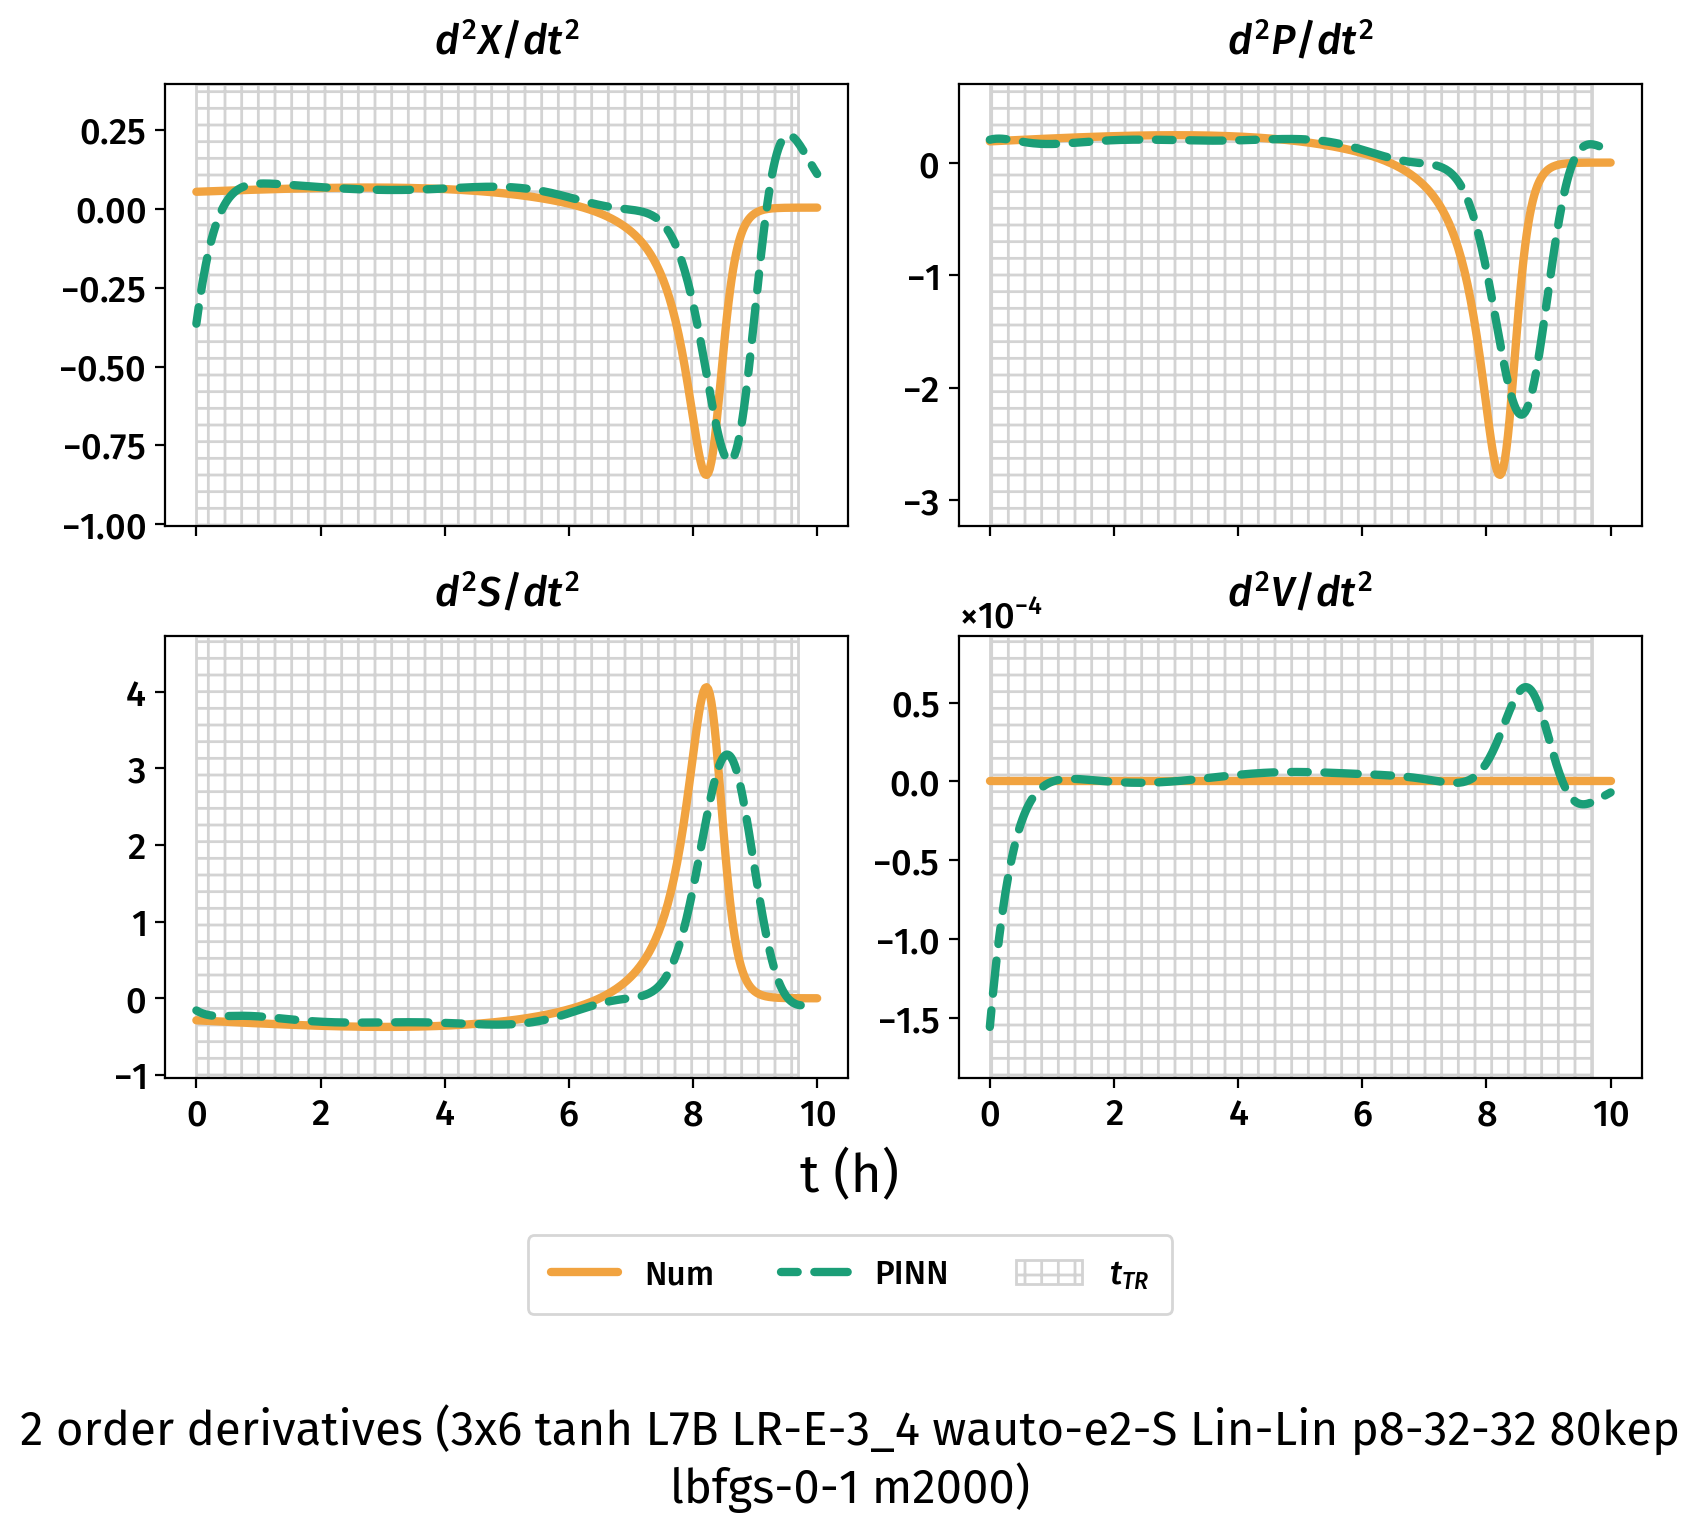 d²X/dt²
d²P/dt²
0.25
0.00
−0.25
−0.50
−0.75
−1.00
0
−1
−2
−3
d²S/dt²
d²V/dt²
×10⁻⁴
4
3
2
1
0
−1
0.5
0.0
−0.5
−1.0
−1.5
0 2 4 6 8 10
0 2 4 6 8 10
t (h)
Num PINN t_TR
2 order derivatives (3x6 tanh L7B LR-E-3_4 wauto-e2-S Lin-Lin p8-32-32 80kep
lbfgs-0-1 m2000)